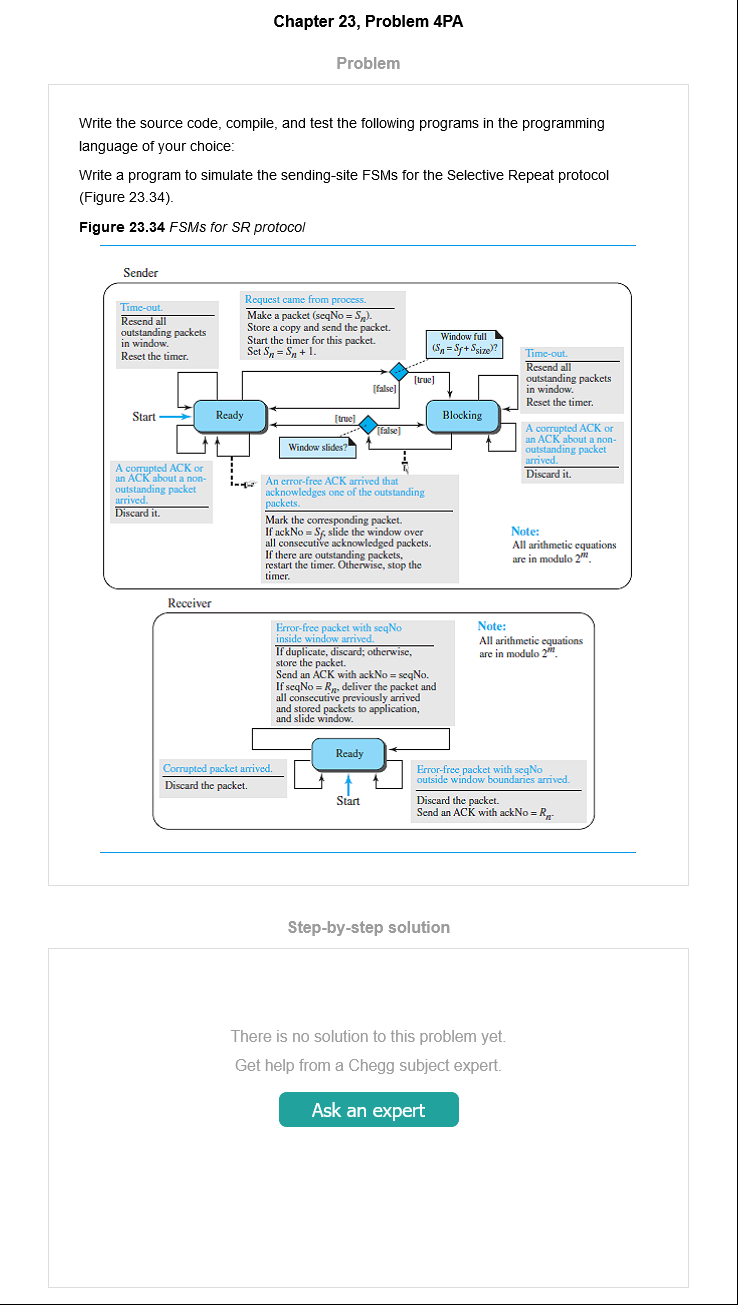 Chapter 23, Problem 4PA
Problem
Write the source code, compile, and test the following programs in the programming
language of your choice:
Write a program to simulate the sending-site FSMs for the Selective Repeat protocol
(Figure 23.34).
Figure 23.34 FSMs for SR protocol
Sender
Time-out.
Resend all
outstanding packets
in window.
Reset the timer.
Request came from process.
Make a packet (seqNo = Sn).
Store a copy and send the packet.
Start the timer for this packet.
Set Sn = Sn + 1.
Window full
(Sn = Sf + Ssize)?
Time-out.
Resend all
outstanding packets
in window.
Reset the timer.
[false]
[true]
Start
Ready
[true]
[false]
Blocking
Window slides?
A corrupted ACK or
an ACK about a non-
outstanding packet
arrived.
Discard it.
An error-free ACK arrived that
acknowledges one of the outstanding
packets.
Mark the corresponding packet.
If ackNo = Sf, slide the window over
all consecutive acknowledged packets.
If there are outstanding packets,
restart the timer. Otherwise, stop the
timer.
A corrupted ACK or
an ACK about a non-
outstanding packet
arrived.
Discard it.
Note:
All arithmetic equations
are in modulo 2m.
Receiver
Error-free packet with seqNo
inside window arrived.
If duplicate, discard; otherwise,
store the packet.
Send an ACK with ackNo = seqNo.
If seqNo = Rn, deliver the packet and
all consecutive previously arrived
and stored packets to application,
and slide window.
Note:
All arithmetic equations
are in modulo 2m.
Ready
Corrupted packet arrived.
Discard the packet.
Start
Error-free packet with seqNo
outside window boundaries arrived.
Discard the packet.
Send an ACK with ackNo = Rn.
Step-by-step solution
There is no solution to this problem yet.
Get help from a Chegg subject expert.
Ask an expert